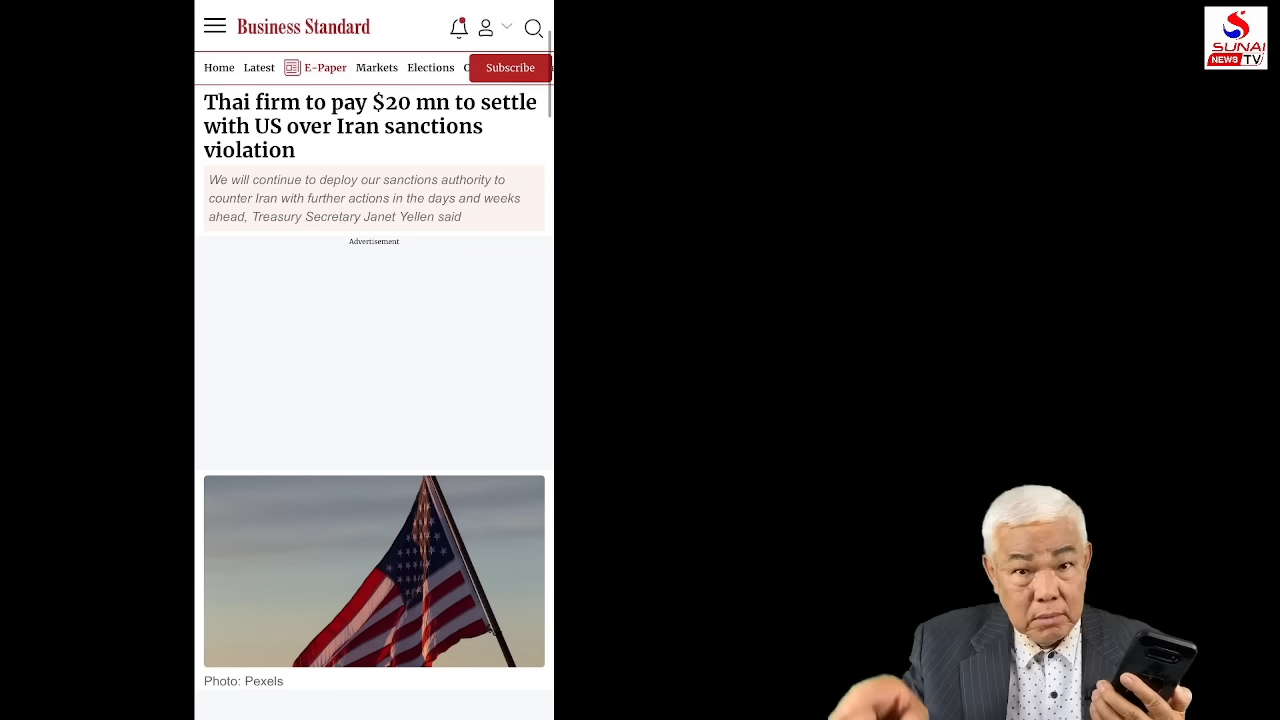 Business Standard
Home Latest E-Paper Markets Elections Subscribe
Thai firm to pay $20 mn to settle
with US over Iran sanctions
violation
We will continue to deploy our sanctions authority to
counter Iran with further actions in the days and weeks
ahead, Treasury Secretary Janet Yellen said
Advertisement
Photo: Pexels
SUNAI
NEWS TV